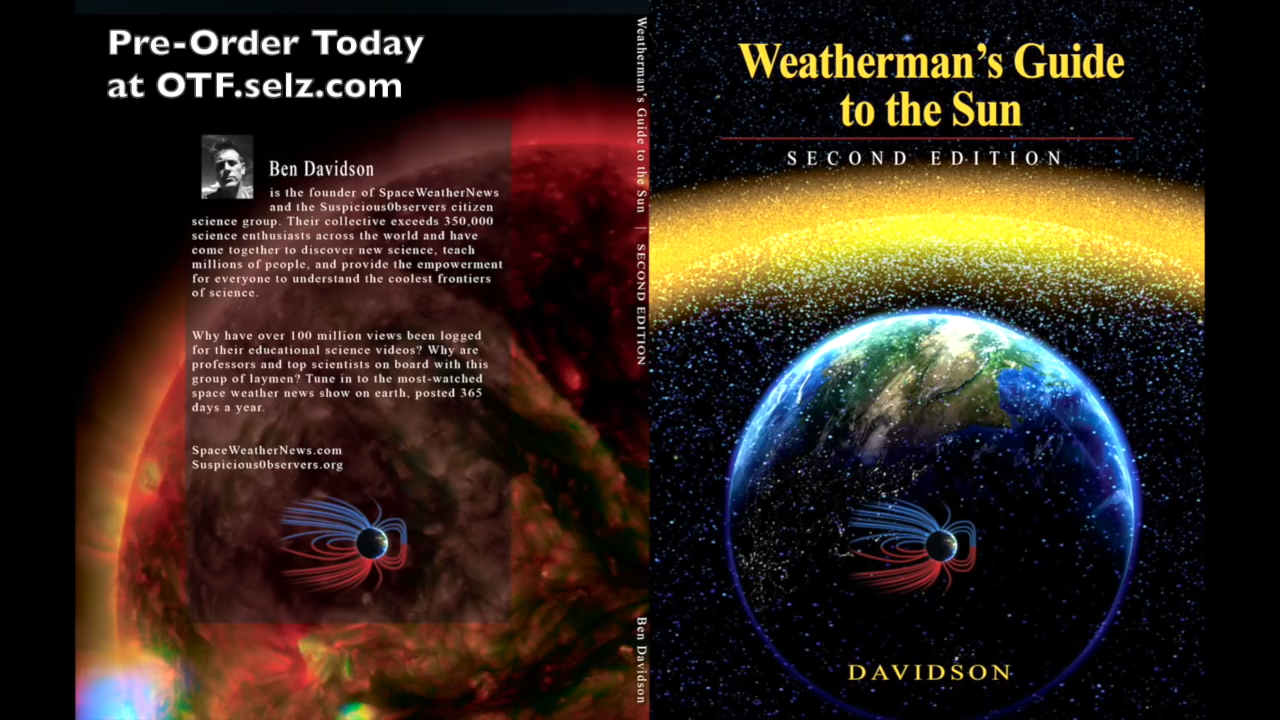 Pre-Order Today
at OTF.selz.com
Ben Davidson
is the founder of SpaceWeatherNews
and the Suspicious0bservers citizen
science group. Their collective exceeds 350,000
science enthusiasts across the world and have
come together to discover new science, teach
millions of people, and provide the empowerment
for everyone to understand the coolest frontiers
of science.
Why have over 100 million views been logged
for their educational science videos? Why are
professors and top scientists on board with this
group of laymen? Tune in to the most-watched
space weather news show on earth, posted 365
days a year.
SpaceWeatherNews.com
Suspicious0bservers.org
Weatherman's Guide to the Sun | SECOND EDITION
Ben Davidson
Weatherman's Guide
to the Sun
SECOND EDITION
DAVIDSON